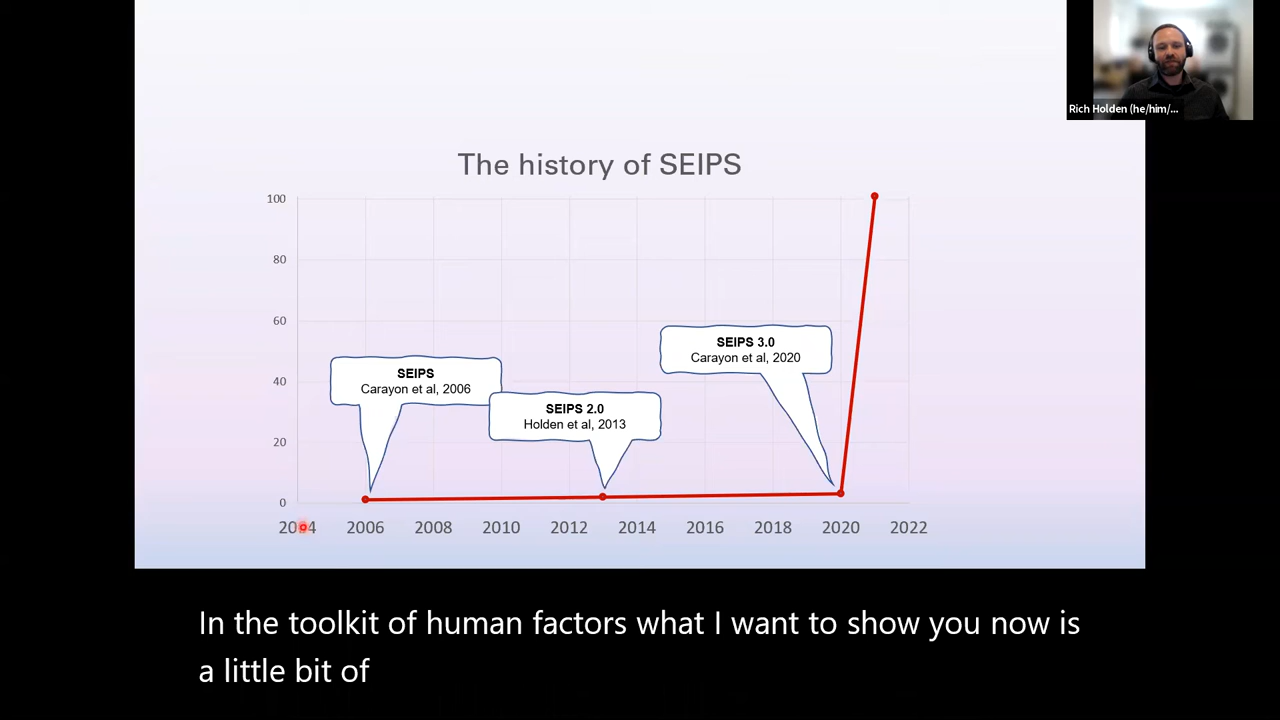 Rich Holden (he/him/...
The history of SEIPS
100
80
60
40
20
0
SEIPS
Carayon et al, 2006
SEIPS 2.0
Holden et al, 2013
SEIPS 3.0
Carayon et al, 2020
2004 2006 2008 2010 2012 2014 2016 2018 2020 2022
In the toolkit of human factors what I want to show you now is
a little bit of